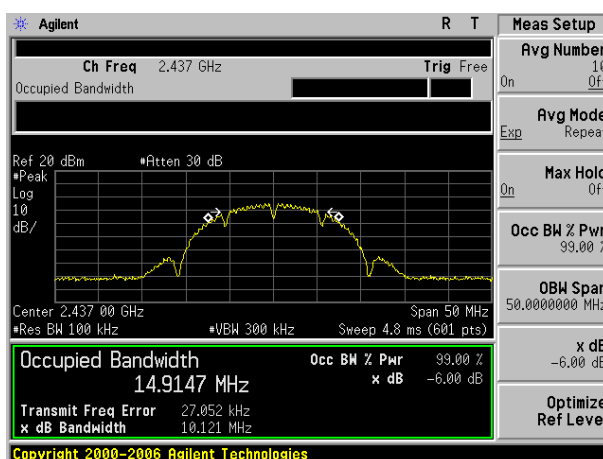 Agilent R T
Ch Freq 2.437 GHz Trig Free
Occupied Bandwidth
Ref 20 dBm #Atten 30 dB
#Peak
Log
10
dB/
Center 2.437 00 GHz Span 50 MHz
#Res BW 100 kHz #VBW 300 kHz Sweep 4.8 ms (601 pts)
Occupied Bandwidth Occ BW % Pwr 99.00 %
14.9147 MHz x dB -6.00 dB
Transmit Freq Error 27.052 kHz
x dB Bandwidth 10.121 MHz
Copyright 2000-2006 Agilent Technologies
Meas Setup
Avg Number
10
On Of
Avg Mode
Exp Repea
Max Hold
On Of
Occ BW % Pwr
99.00 %
OBW Span
50.0000000 MHz
x dB
-6.00 dB
Optimize
Ref Leve